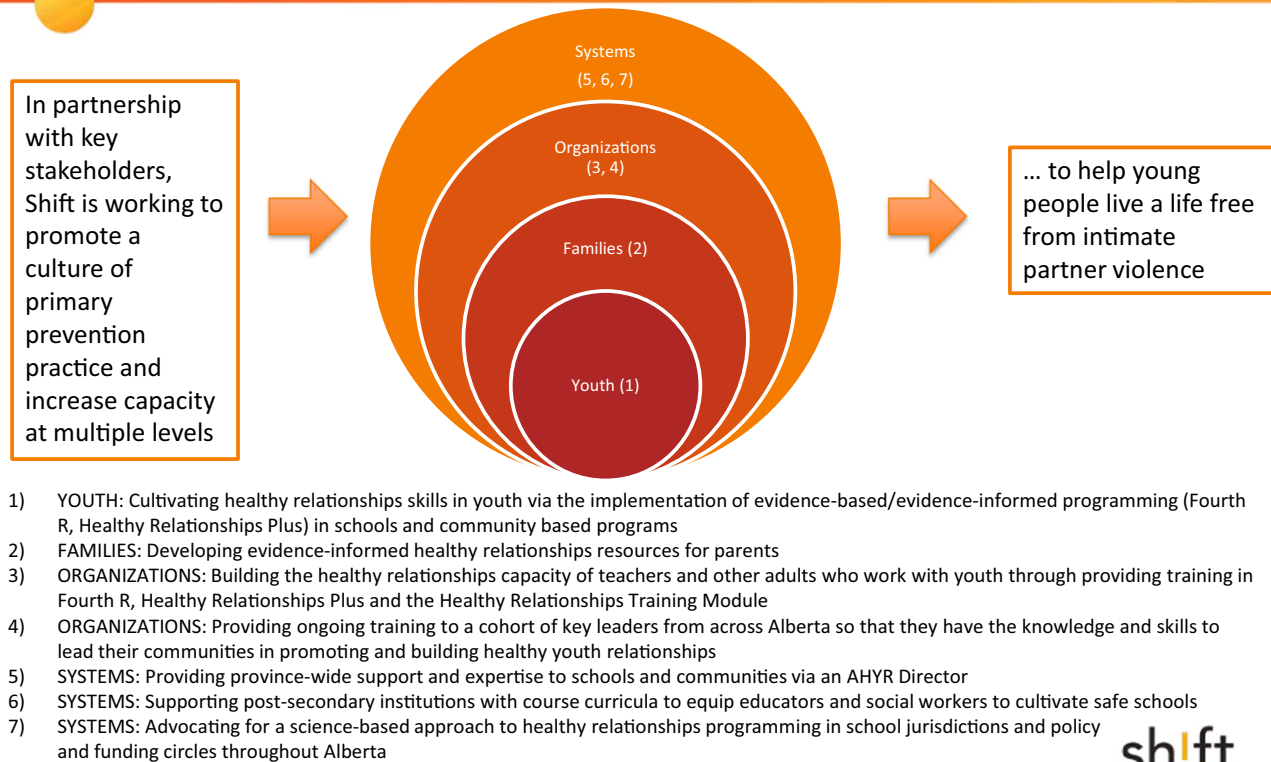 In partnership
with key
stakeholders,
Shift is working to
promote a
culture of
primary
prevention
practice and
increase capacity
at multiple levels
Systems
(5, 6, 7)
Organizations
(3, 4)
Families (2)
Youth (1)
... to help young
people live a life free
from intimate
partner violence
1) YOUTH: Cultivating healthy relationships skills in youth via the implementation of evidence-based/evidence-informed programming (Fourth
R, Healthy Relationships Plus) in schools and community based programs
2) FAMILIES: Developing evidence-informed healthy relationships resources for parents
3) ORGANIZATIONS: Building the healthy relationships capacity of teachers and other adults who work with youth through providing training in
Fourth R, Healthy Relationships Plus and the Healthy Relationships Training Module
4) ORGANIZATIONS: Providing ongoing training to a cohort of key leaders from across Alberta so that they have the knowledge and skills to
lead their communities in promoting and building healthy youth relationships
5) SYSTEMS: Providing province-wide support and expertise to schools and communities via an AHYR Director
6) SYSTEMS: Supporting post-secondary institutions with course curricula to equip educators and social workers to cultivate safe schools
7) SYSTEMS: Advocating for a science-based approach to healthy relationships programming in school jurisdictions and policy
and funding circles throughout Alberta
sh!ft